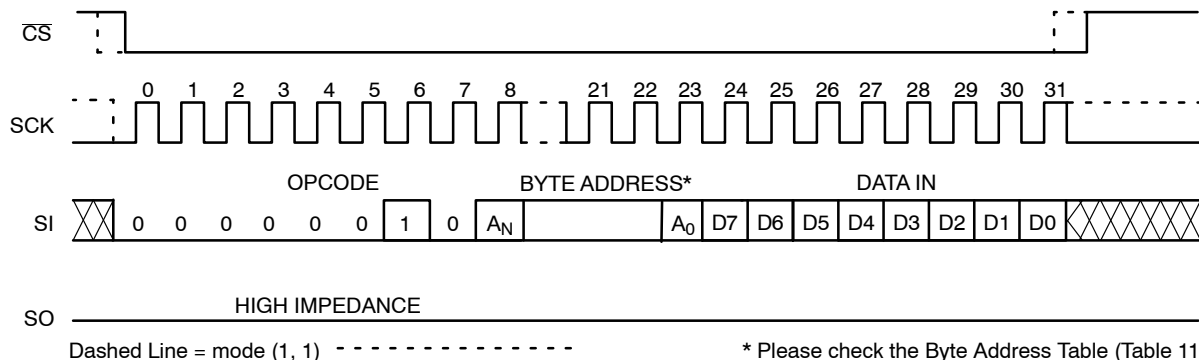 CS
0 1 2 3 4 5 6 7 8 21 22 23 24 25 26 27 28 29 30 31
SCK
OPCODE BYTE ADDRESS* DATA IN
SI 0 0 0 0 0 0 1 0 AN A0 D7 D6 D5 D4 D3 D2 D1 D0
HIGH IMPEDANCE
SO
Dashed Line = mode (1, 1) * Please check the Byte Address Table (Table 11